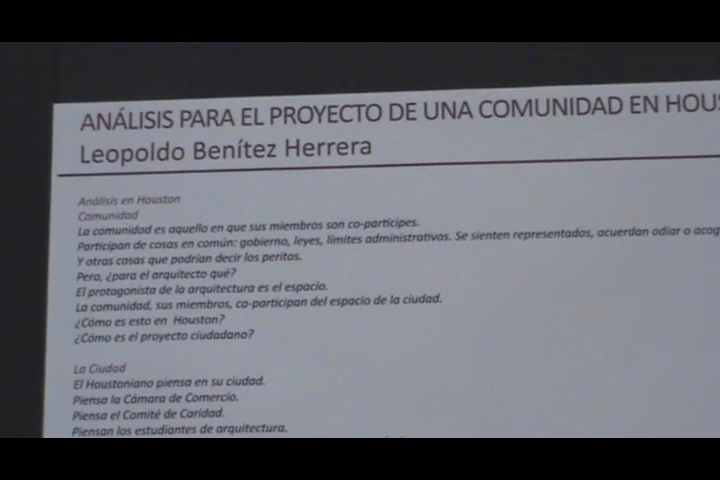 ANÁLISIS PARA EL PROYECTO DE UNA COMUNIDAD EN HOUS
Leopoldo Benítez Herrera
Análisis en Houston
Comunidad
La comunidad es aquello en que sus miembros son co-partícipes.
Participan de cosas en común: gobierno, leyes, límites administrativos. Se sienten representados, acuerdan odiar o acog
Y otras cosas que podrían decir los peritos.
Pero, ¿para el arquitecto qué?
El protagonista de la arquitectura es el espacio.
La comunidad, sus miembros, co-participan del espacio de la ciudad.
¿Cómo es esto en Houston?
¿Cómo es el proyecto ciudadano?
La Ciudad
El Houstoniano piensa en su ciudad.
Piensa la Cámara de Comercio.
Piensa el Comité de Caridad.
Piensan los estudiantes de arquitectura.